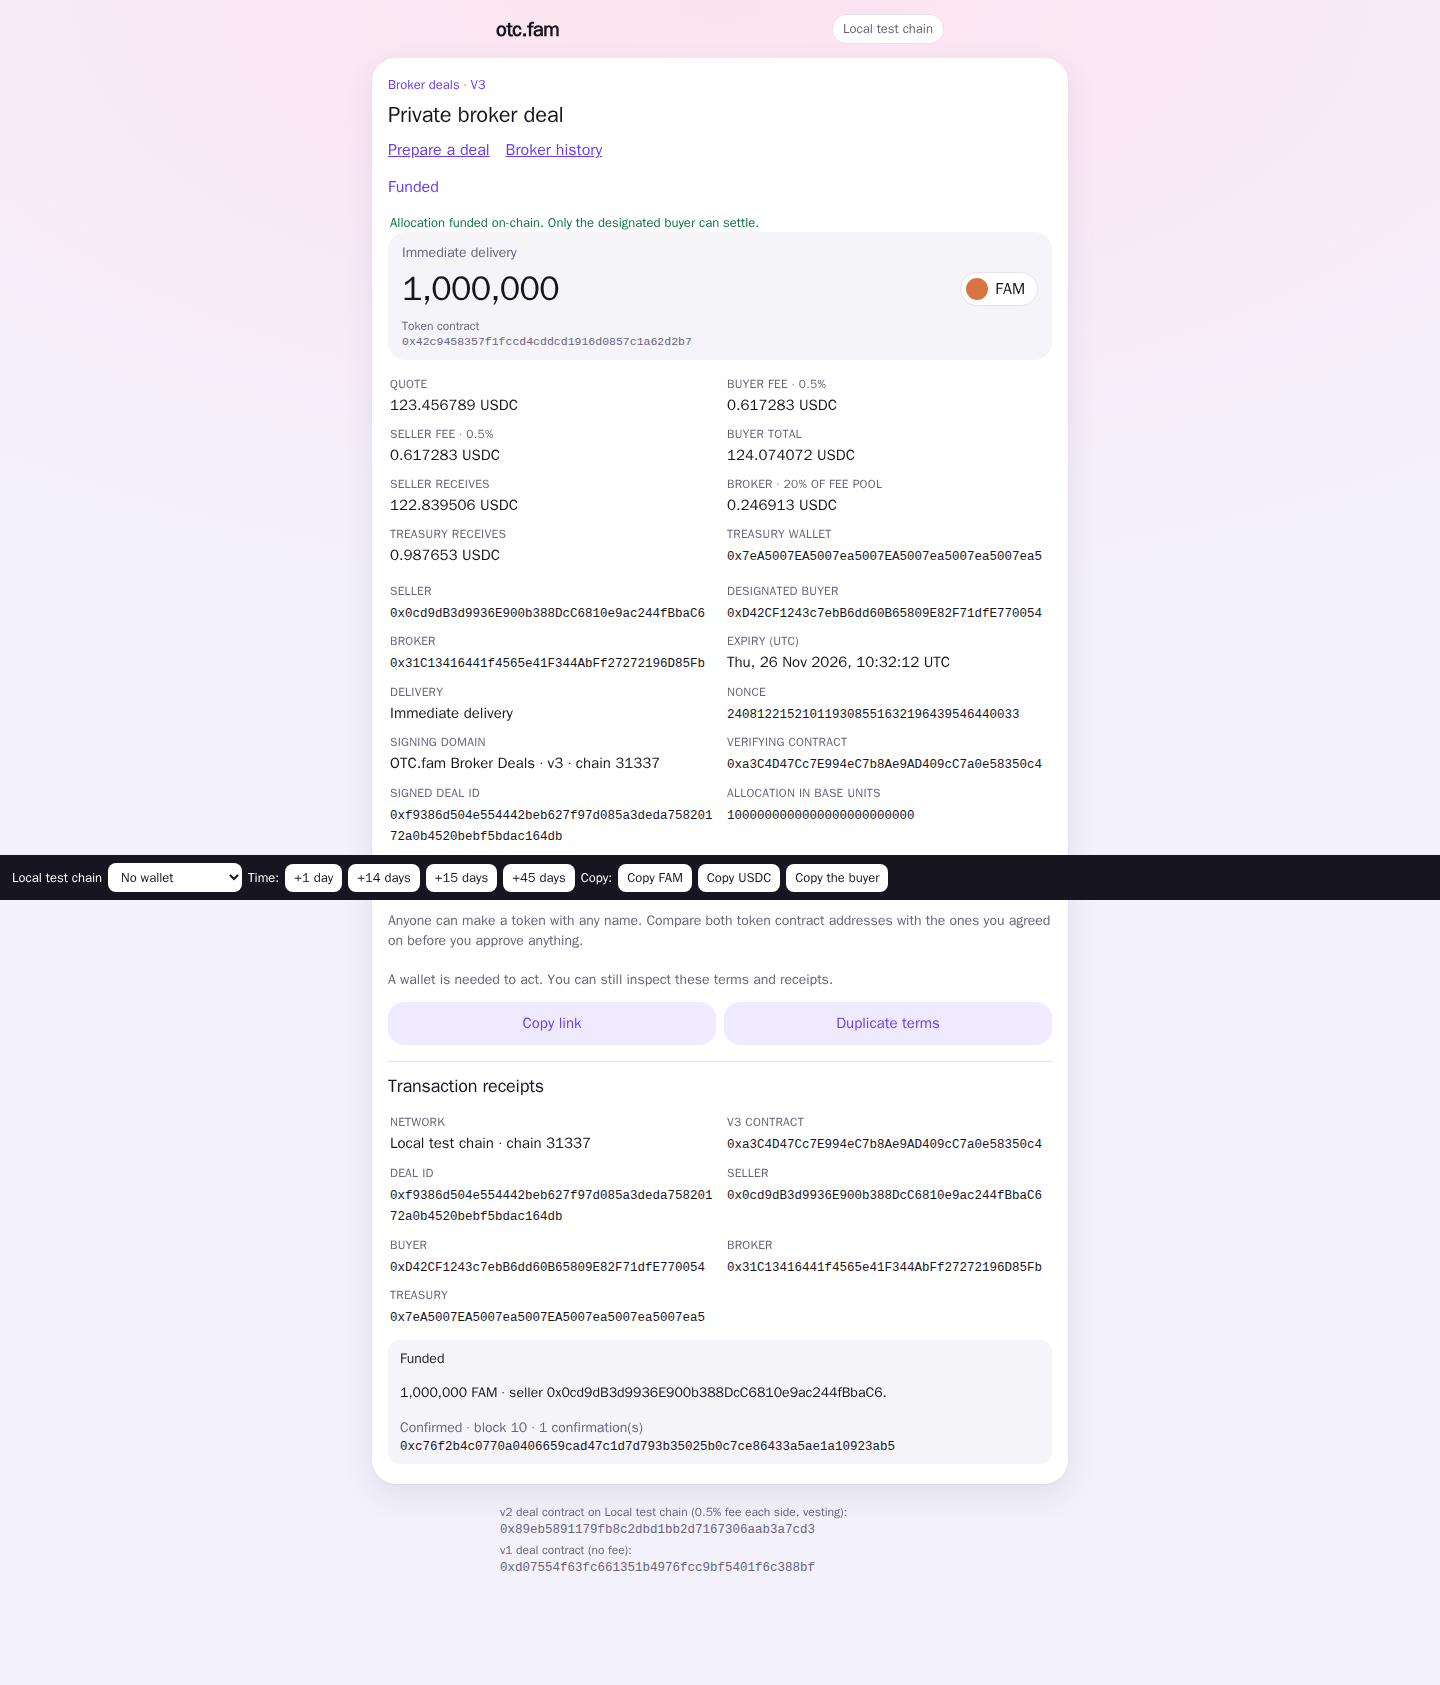 otc.fam
Local test chain
Broker deals · V3
Private broker deal
Prepare a deal Broker history
Funded
Allocation funded on-chain. Only the designated buyer can settle.
Immediate delivery
1,000,000
FAM
Token contract
0x42c9458357f1fccd4cddcd1916d0857c1a62d2b7
QUOTE BUYER FEE · 0.5%
123.456789 USDC 0.617283 USDC
SELLER FEE · 0.5% BUYER TOTAL
0.617283 USDC 124.074072 USDC
SELLER RECEIVES BROKER · 20% OF FEE POOL
122.839506 USDC 0.246913 USDC
TREASURY RECEIVES TREASURY WALLET
0.987653 USDC 0x7eA5007EA5007ea5007EA5007ea5007ea5007ea5
SELLER DESIGNATED BUYER
0x0cd9dB3d9936E900b388DcC6810e9ac244fBbaC6 0xD42CF1243c7ebB6dd60B65809E82F71dfE770054
BROKER EXPIRY (UTC)
0x31C13416441f4565e41F344AbFf27272196D85Fb Thu, 26 Nov 2026, 10:32:12 UTC
DELIVERY NONCE
Immediate delivery 240812215210119308551632196439546440033
SIGNING DOMAIN VERIFYING CONTRACT
OTC.fam Broker Deals · v3 · chain 31337 0xa3C4D47Cc7E994eC7b8Ae9AD409cC7a0e58350c4
SIGNED DEAL ID ALLOCATION IN BASE UNITS
0xf9386d504e554442beb627f97d085a3deda758201 1000000000000000000000000
72a0b4520bebf5bdac164db
Local test chain No wallet Time: +1 day +14 days +15 days +45 days Copy: Copy FAM Copy USDC Copy the buyer
Anyone can make a token with any name. Compare both token contract addresses with the ones you agreed
on before you approve anything.
A wallet is needed to act. You can still inspect these terms and receipts.
Copy link Duplicate terms
Transaction receipts
NETWORK V3 CONTRACT
Local test chain · chain 31337 0xa3C4D47Cc7E994eC7b8Ae9AD409cC7a0e58350c4
DEAL ID SELLER
0xf9386d504e554442beb627f97d085a3deda758201 0x0cd9dB3d9936E900b388DcC6810e9ac244fBbaC6
72a0b4520bebf5bdac164db
BUYER BROKER
0xD42CF1243c7ebB6dd60B65809E82F71dfE770054 0x31C13416441f4565e41F344AbFf27272196D85Fb
TREASURY
0x7eA5007EA5007ea5007EA5007ea5007ea5007ea5
Funded
1,000,000 FAM · seller 0x0cd9dB3d9936E900b388DcC6810e9ac244fBbaC6.
Confirmed · block 10 · 1 confirmation(s)
0xc76f2b4c0770a0406659cad47c1d7d793b35025b0c7ce86433a5ae1a10923ab5
v2 deal contract on Local test chain (0.5% fee each side, vesting):
0x89eb5891179fb8c2dbd1bb2d7167306aab3a7cd3
v1 deal contract (no fee):
0xd07554f63fc661351b4976fcc9bf5401f6c388bf